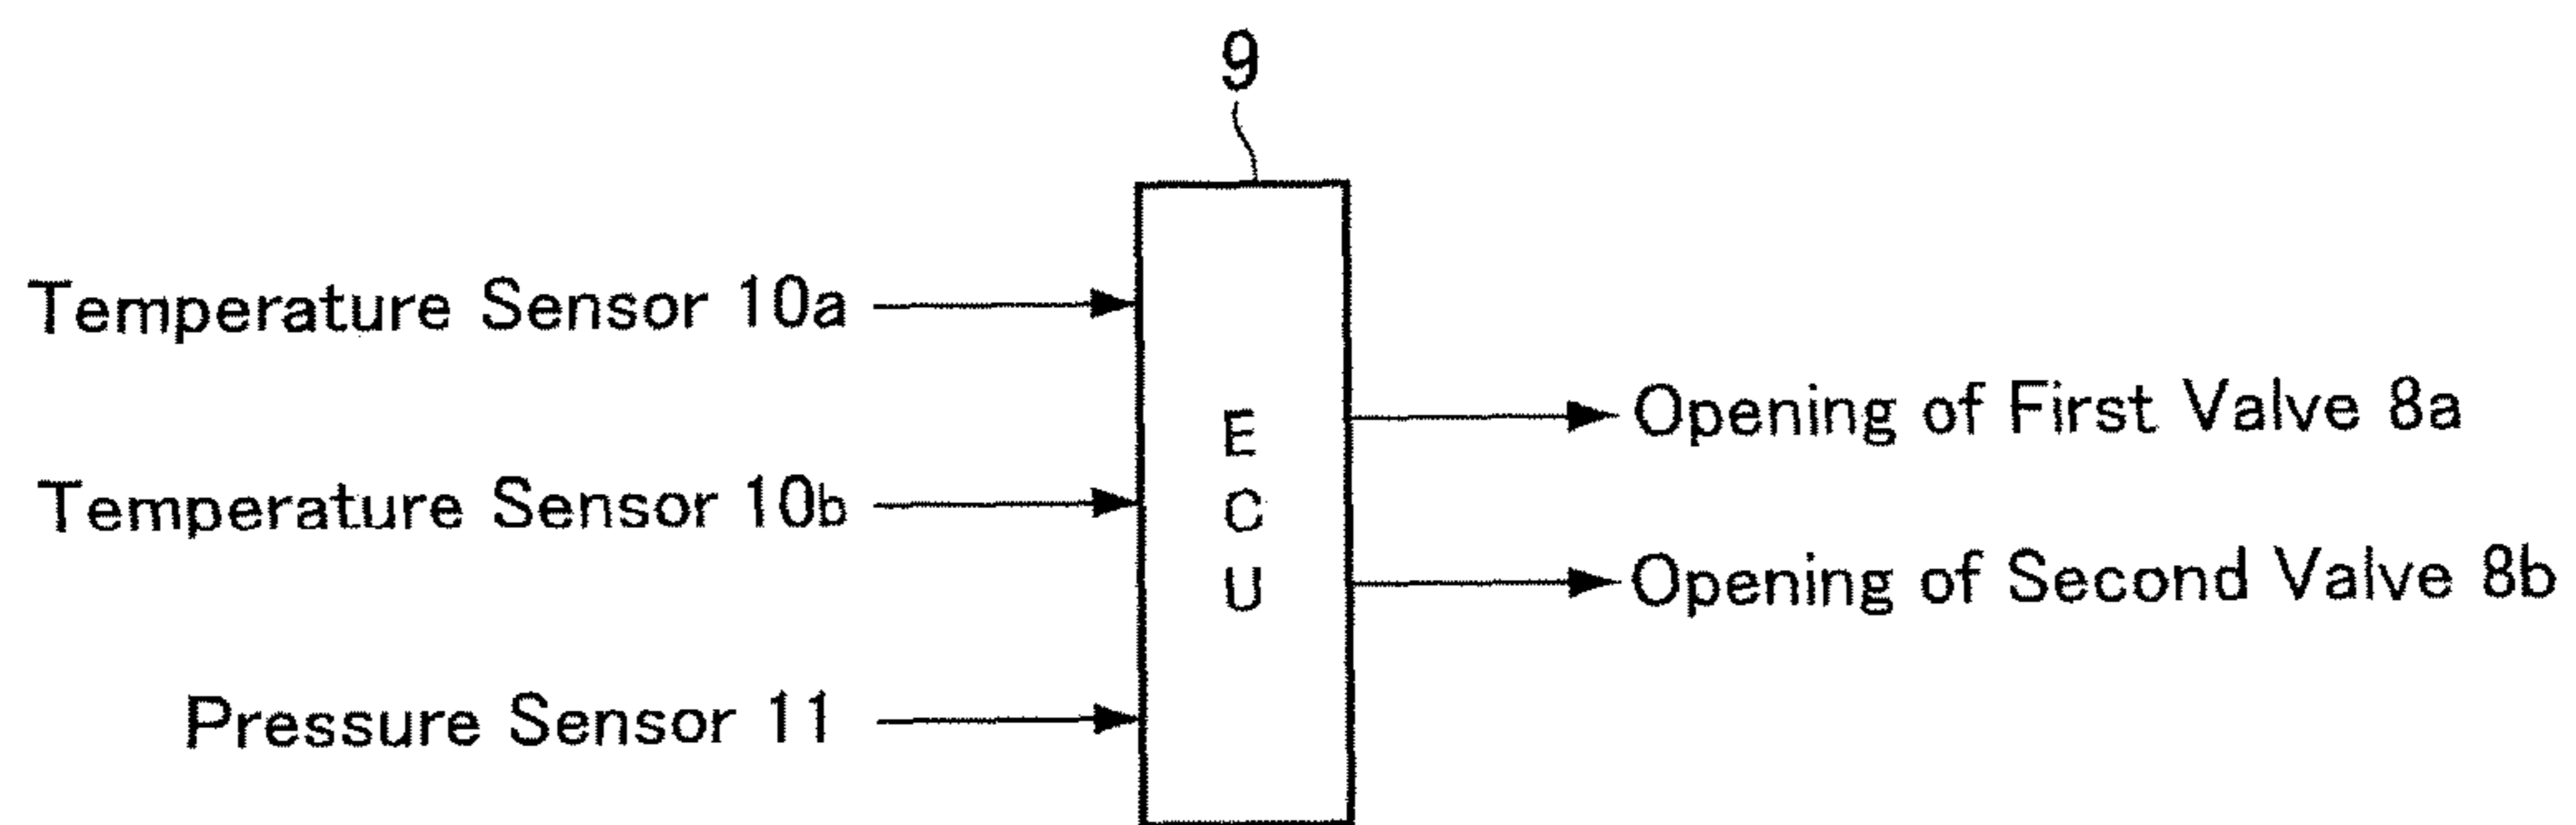 9
Temperature Sensor 10a
Opening of First Valve 8a
E
C
U
Temperature Sensor 10b
Opening of Second Valve 8b
Pressure Sensor 11